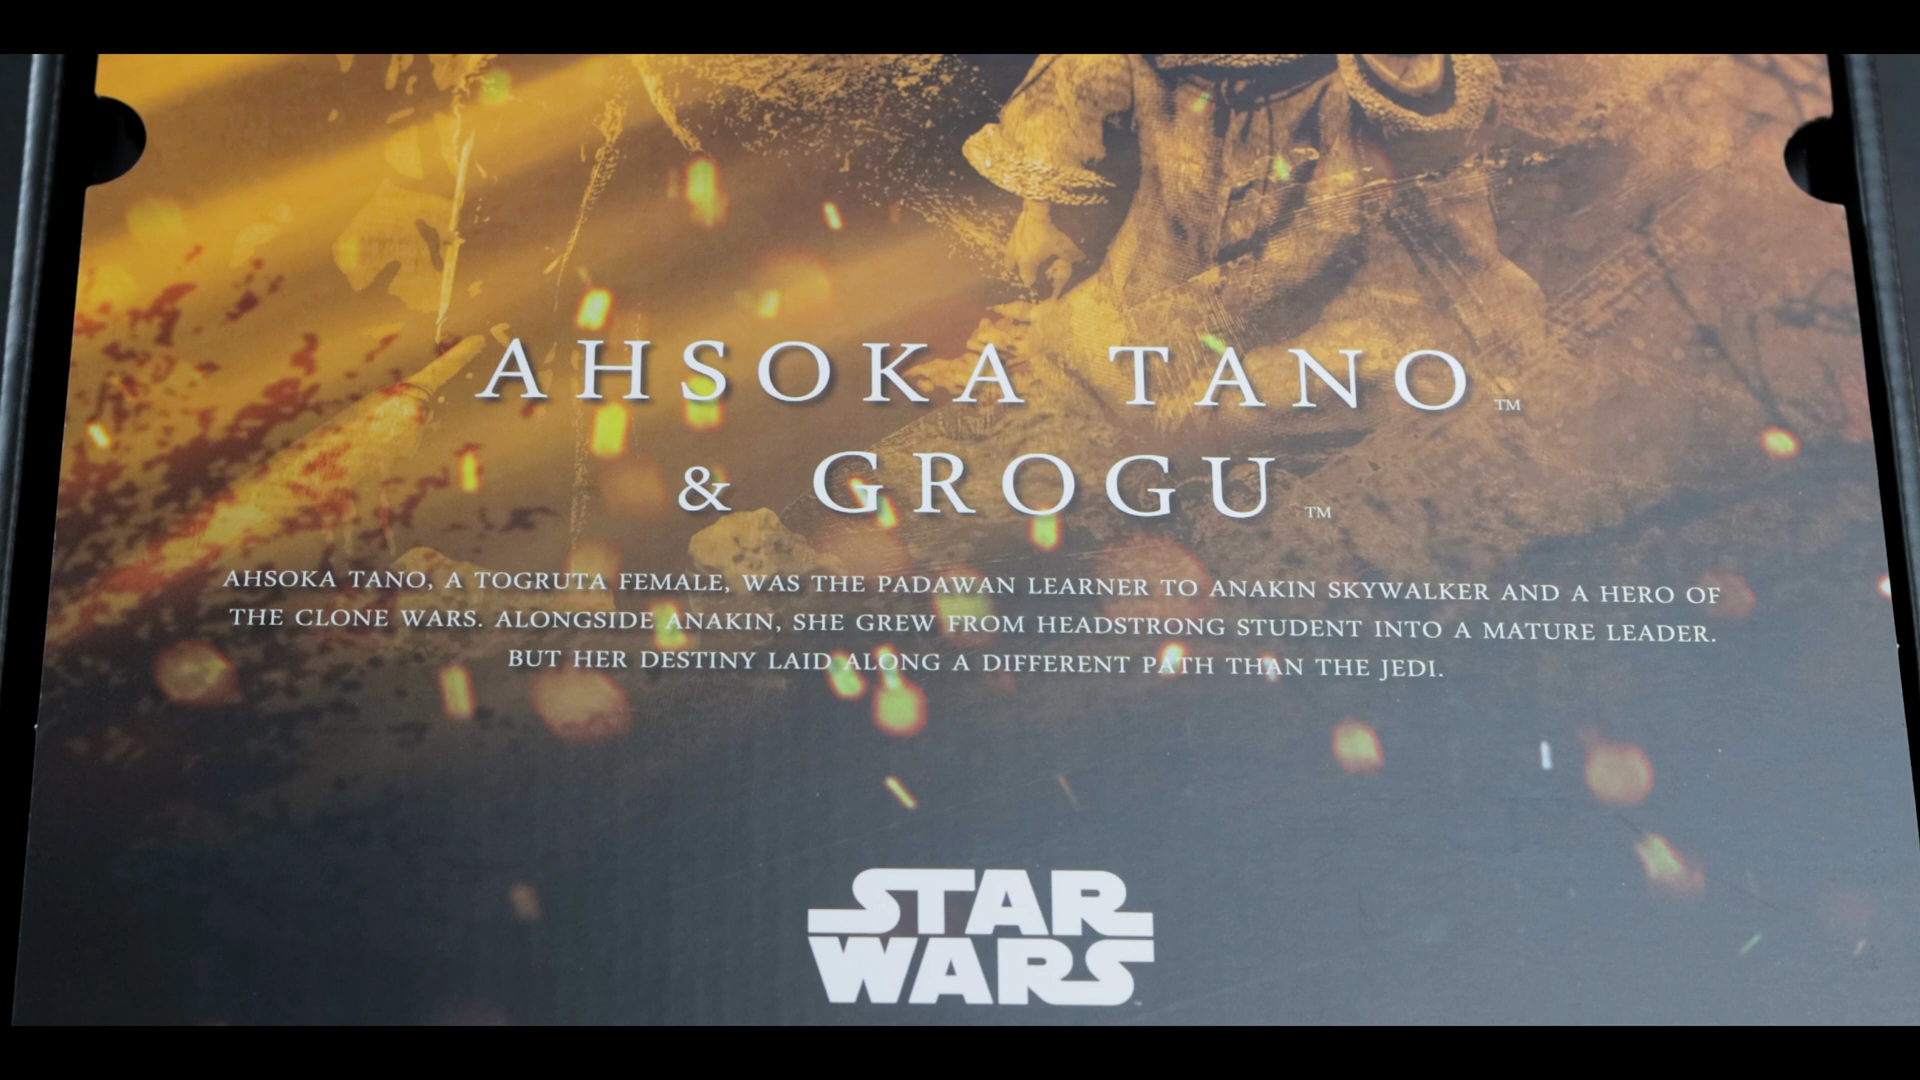 AHSOKA TANO™
& GROGU™
AHSOKA TANO, A TOGRUTA FEMALE, WAS THE PADAWAN LEARNER TO ANAKIN SKYWALKER AND A HERO OF
THE CLONE WARS. ALONGSIDE ANAKIN, SHE GREW FROM HEADSTRONG STUDENT INTO A MATURE LEADER.
BUT HER DESTINY LAID ALONG A DIFFERENT PATH THAN THE JEDI.
STAR
WARS